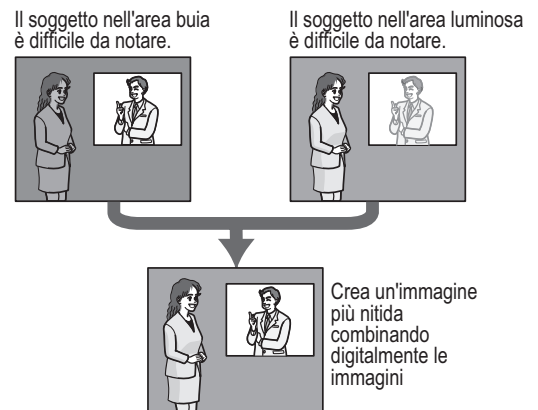 Il soggetto nell'area buia
è difficile da notare.
Il soggetto nell'area luminosa
è difficile da notare.
Crea un'immagine
più nitida
combinando
digitalmente le
immagini